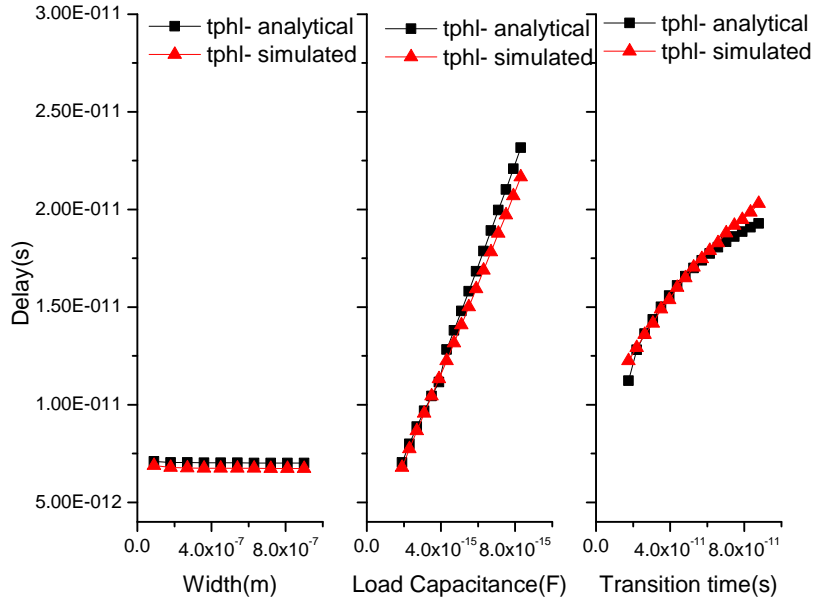 3.00E-011
2.50E-011
2.00E-011
1.50E-011
1.00E-011
5.00E-012
Delay(s)
tphl- analytical
tphl- simulated
0.0
4.0x10⁻⁷
8.0x10⁻⁷
Width(m)
tphl- analytical
tphl- simulated
0.0
4.0x10⁻¹⁵
8.0x10⁻¹⁵
Load Capacitance(F)
tphl- analytical
tphl- simulated
0.0
4.0x10⁻¹¹
8.0x10⁻¹¹
Transition time(s)